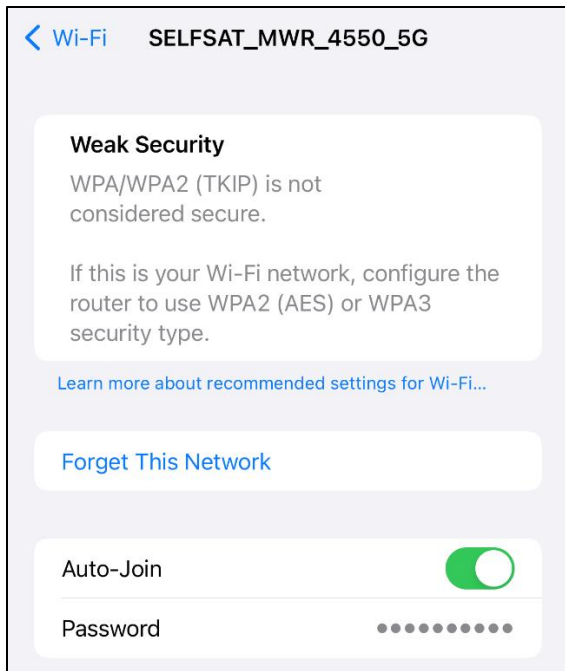 Wi-Fi SELFSAT_MWR_4550_5G
Weak Security
WPA/WPA2 (TKIP) is not
considered secure.
If this is your Wi-Fi network, configure the
router to use WPA2 (AES) or WPA3
security type.
Learn more about recommended settings for Wi-Fi...
Forget This Network
Auto-Join
Password ●●●●●●●●●●